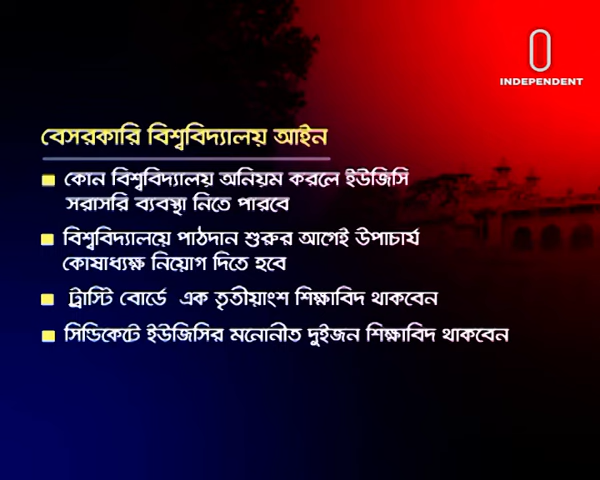 INDEPENDENT
বেসরকারি বিশ্ববিদ্যালয় আইন
কোন বিশ্ববিদ্যালয় অনিয়ম করলে ইউজিসি
সরাসরি ব্যবস্থা নিতে পারবে
বিশ্ববিদ্যালয়ে পাঠদান শুরুর আগেই উপাচার্য
কোষাধ্যক্ষ নিয়োগ দিতে হবে
ট্রাস্টি বোর্ডে এক তৃতীয়াংশ শিক্ষাবিদ থাকবেন
সিন্ডিকেটে ইউজিসির মনোনীত দুইজন শিক্ষাবিদ থাকবেন